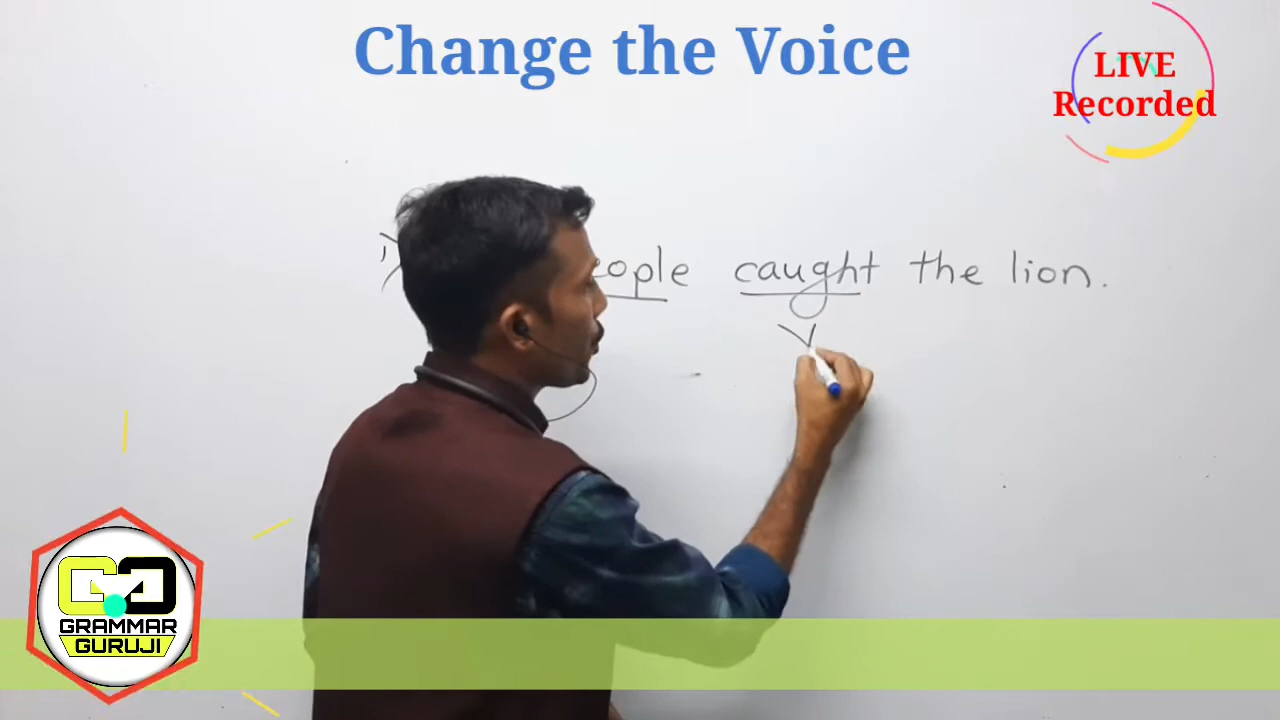 Change the Voice
LIVE
Recorded
caught the lion.
V
GRAMMAR
GURUJI